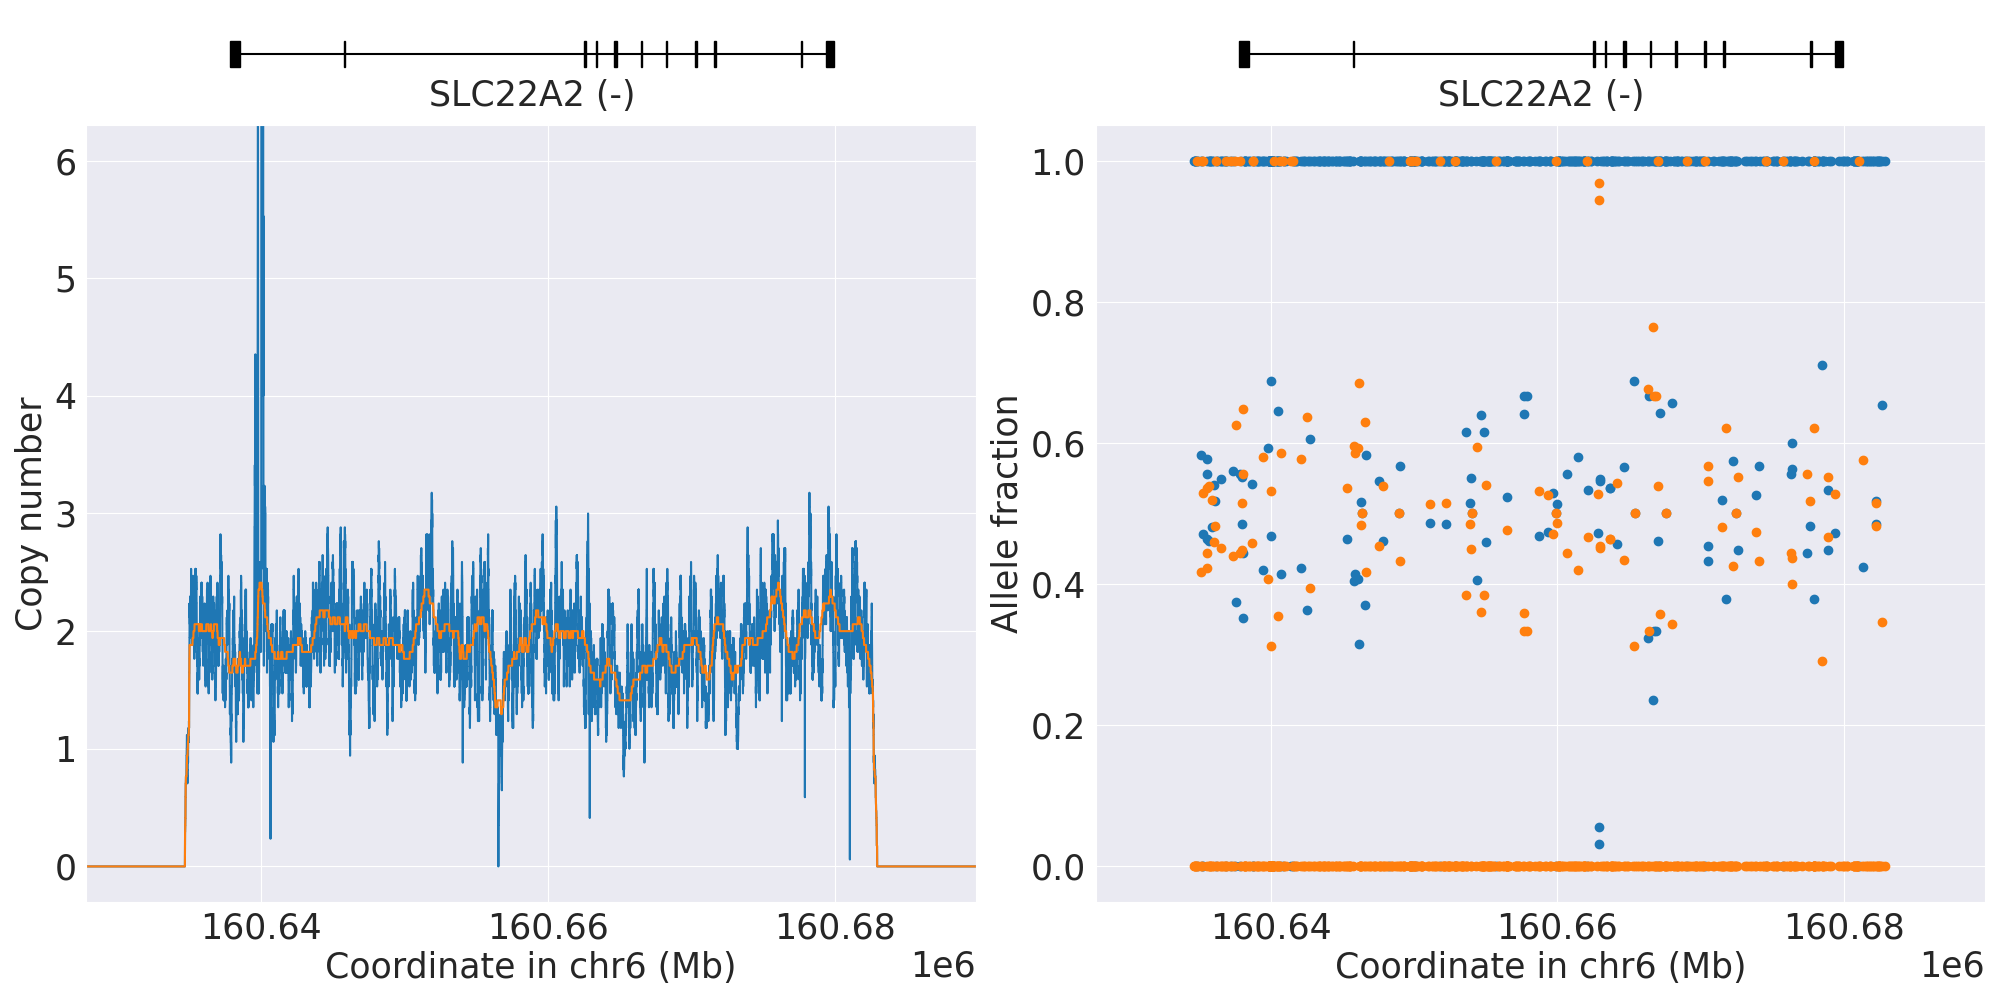 SLC22A2 (-)
6
5
4
3
2
1
0
Copy number
160.64
160.66
160.68
Coordinate in chr6 (Mb)
1e6
SLC22A2 (-)
1.0
0.8
0.6
0.4
0.2
0.0
Allele fraction
160.64
160.66
160.68
Coordinate in chr6 (Mb)
1e6